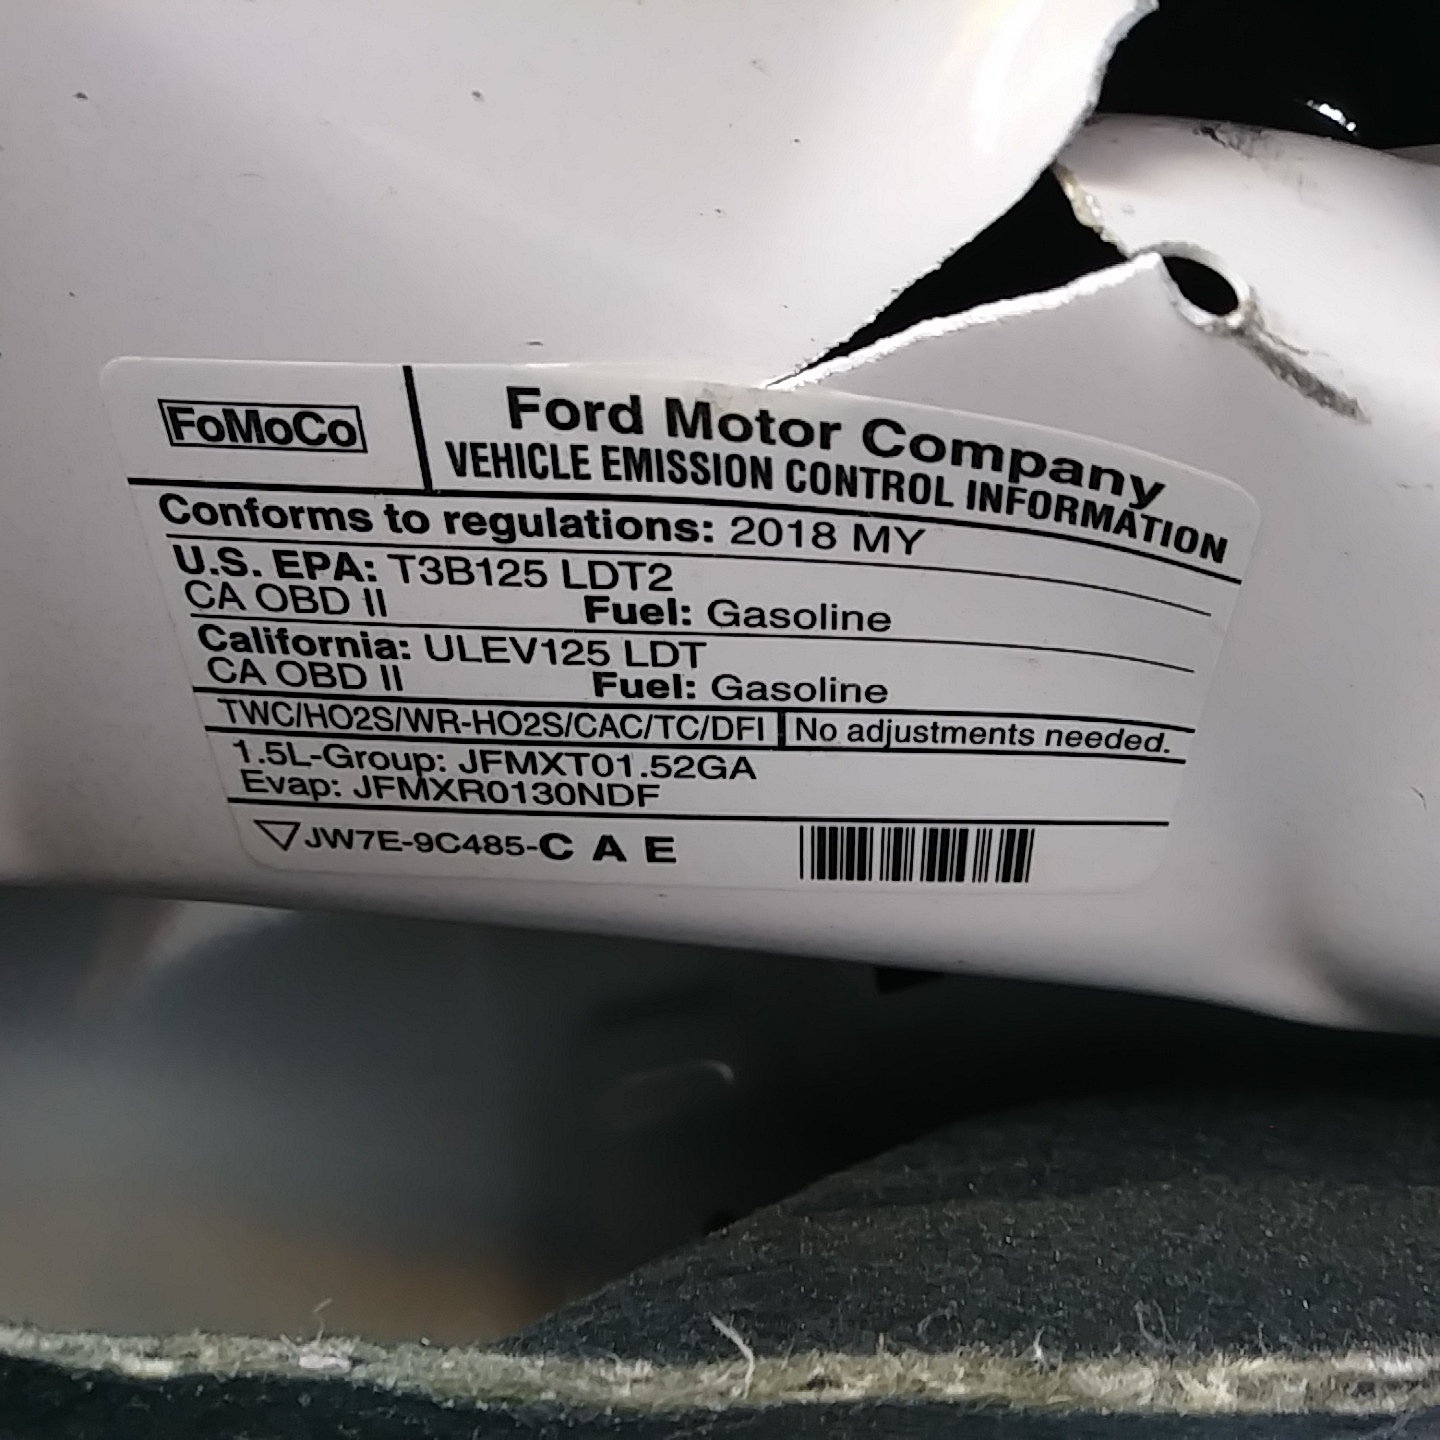 FoMoCo
Ford Motor Company
VEHICLE EMISSION CONTROL INFORMATION
Conforms to regulations: 2018 MY
U.S. EPA: T3B125 LDT2
CA OBD II Fuel: Gasoline
California: ULEV125 LDT
CA OBD II Fuel: Gasoline
TWC/HO2S/WR-HO2S/CAC/TC/DFI No adjustments needed.
1.5L-Group: JFMXT01.52GA
Evap: JFMXR0130NDF
JW7E-9C485-C A E